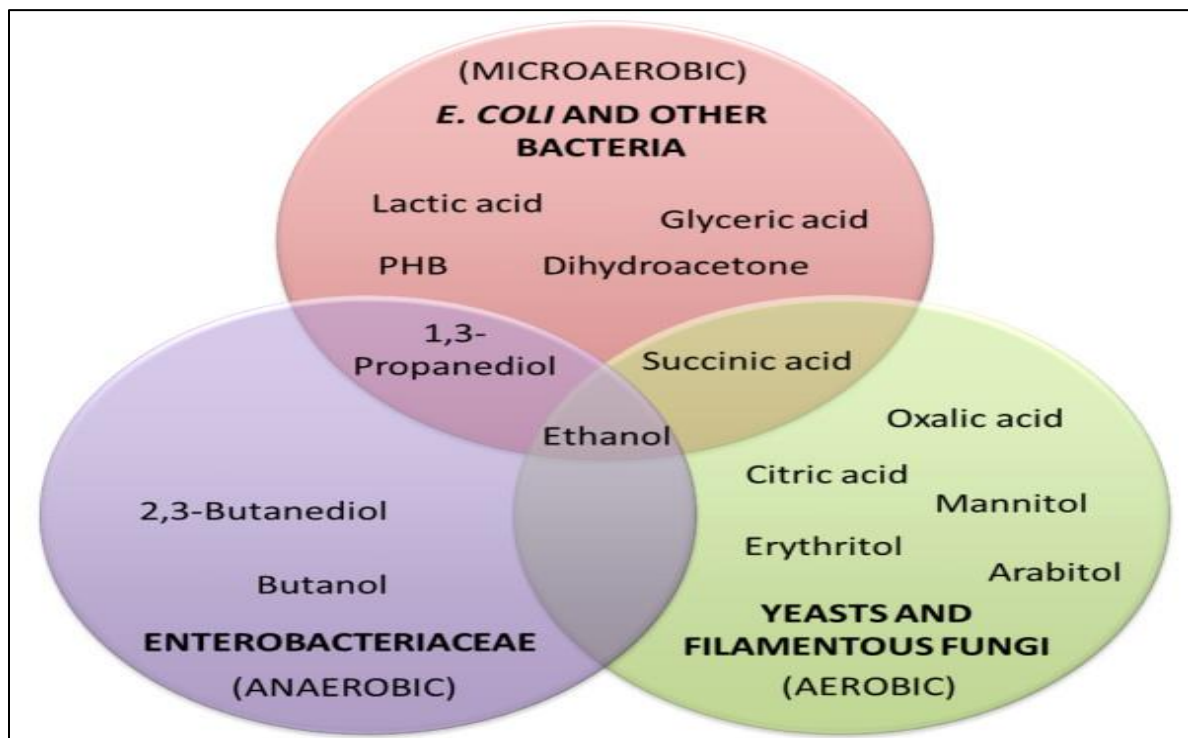 (MICROAEROBIC)
E. COLI AND OTHER
BACTERIA
Lactic acid
Glyceric acid
PHB
Dihydroacetone
1,3-
Propanediol
Succinic acid
Ethanol
Oxalic acid
Citric acid
Mannitol
2,3-Butanediol
Erythritol
Arabitol
Butanol
ENTEROBACTERIACEAE
(ANAEROBIC)
YEASTS AND
FILAMENTOUS FUNGI
(AEROBIC)